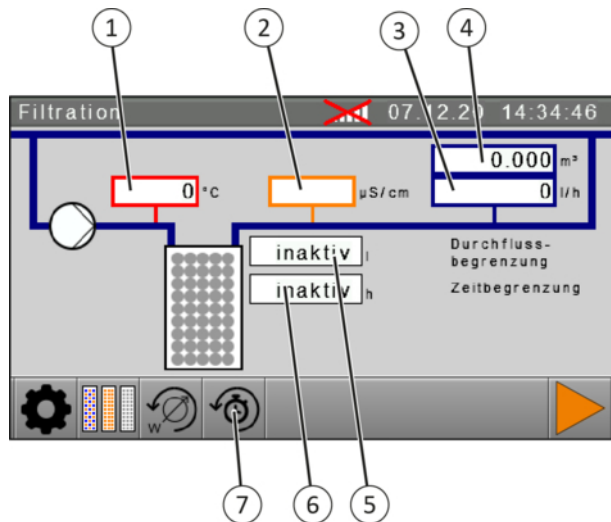 1
2
3
4
Filtration 07.12.20 14:34:46
0.000 m³
0 °C
µS/cm
0 l/h
inaktiv l
Durchfluss-
begrenzung
inaktiv h
Zeitbegrenzung
W
7
6
5